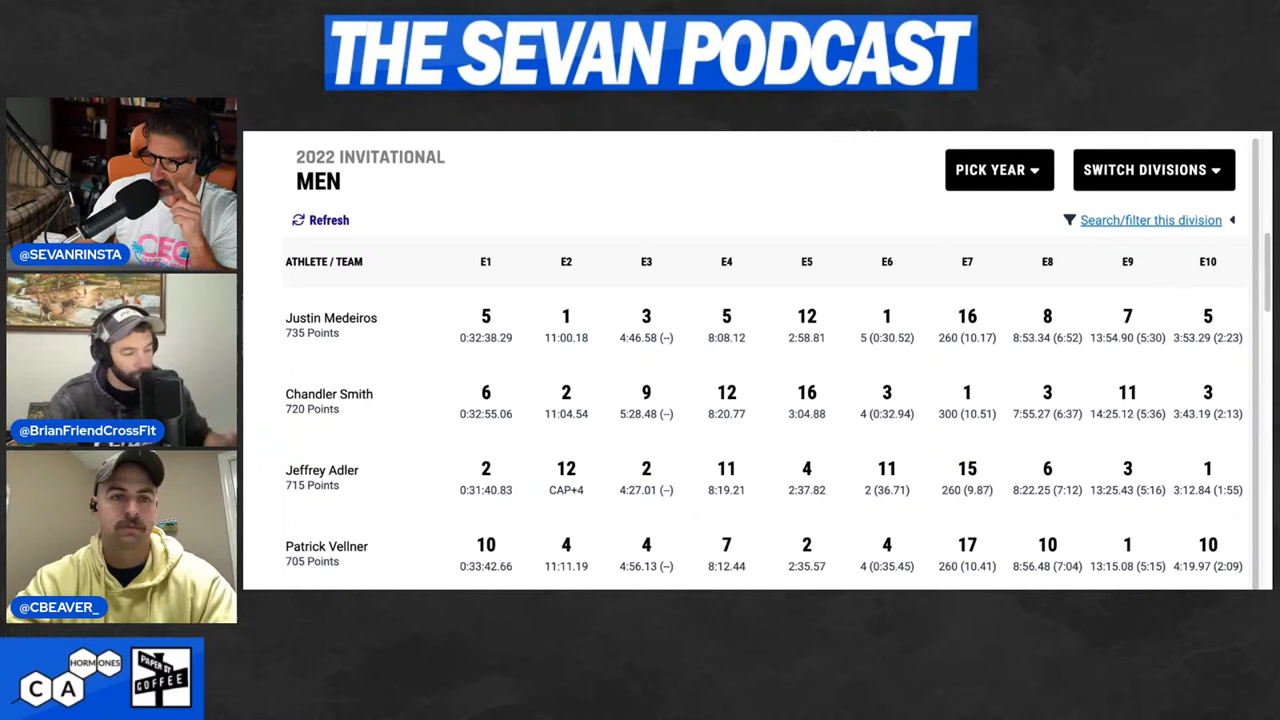 THE SEVAN PODCAST
2022 INVITATIONAL
MEN
PICK YEAR
SWITCH DIVISIONS
Refresh
Search/filter this division
ATHLETE / TEAM E1 E2 E3 E4 E5 E6 E7 E8 E9 E10
Justin Medeiros 5 1 3 5 12 1 16 8 7 5
735 Points 0:32:38.29 11:00.18 4:46.58 (--) 8:08.12 2:58.81 5 (0:30.52) 260 (10.17) 8:53.34 (6:52) 13:54.90 (5:30) 3:53.29 (2:23)
Chandler Smith 6 2 9 12 16 3 1 3 11 3
720 Points 0:32:55.06 11:04.54 5:28.48 (--) 8:20.77 3:04.88 4 (0:32.94) 300 (10.51) 7:55.27 (6:37) 14:25.12 (5:36) 3:43.19 (2:13)
Jeffrey Adler 2 12 2 11 4 11 15 6 3 1
715 Points 0:31:40.83 CAP+4 4:27.01 (--) 8:19.21 2:37.82 2 (36.71) 260 (9.87) 8:22.25 (7:12) 13:25.43 (5:16) 3:12.84 (1:55)
Patrick Vellner 10 4 4 7 2 4 17 10 1 10
705 Points 0:33:42.66 11:11.19 4:56.13 (--) 8:12.44 2:35.57 4 (0:35.45) 260 (10.41) 8:56.48 (7:04) 13:15.08 (5:15) 4:19.97 (2:09)
CEO
@SEVANRINSTA
@BrianFriendCrossFit
@CBEAVER_
CA HORMONES
PAPER ST
COFFEE